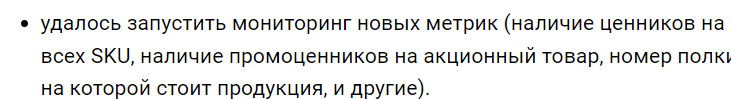 • удалось запустить мониторинг новых метрик (наличие ценников на
всех SKU, наличие промоценников на акционный товар, номер полки
на которой стоит продукция, и другие).